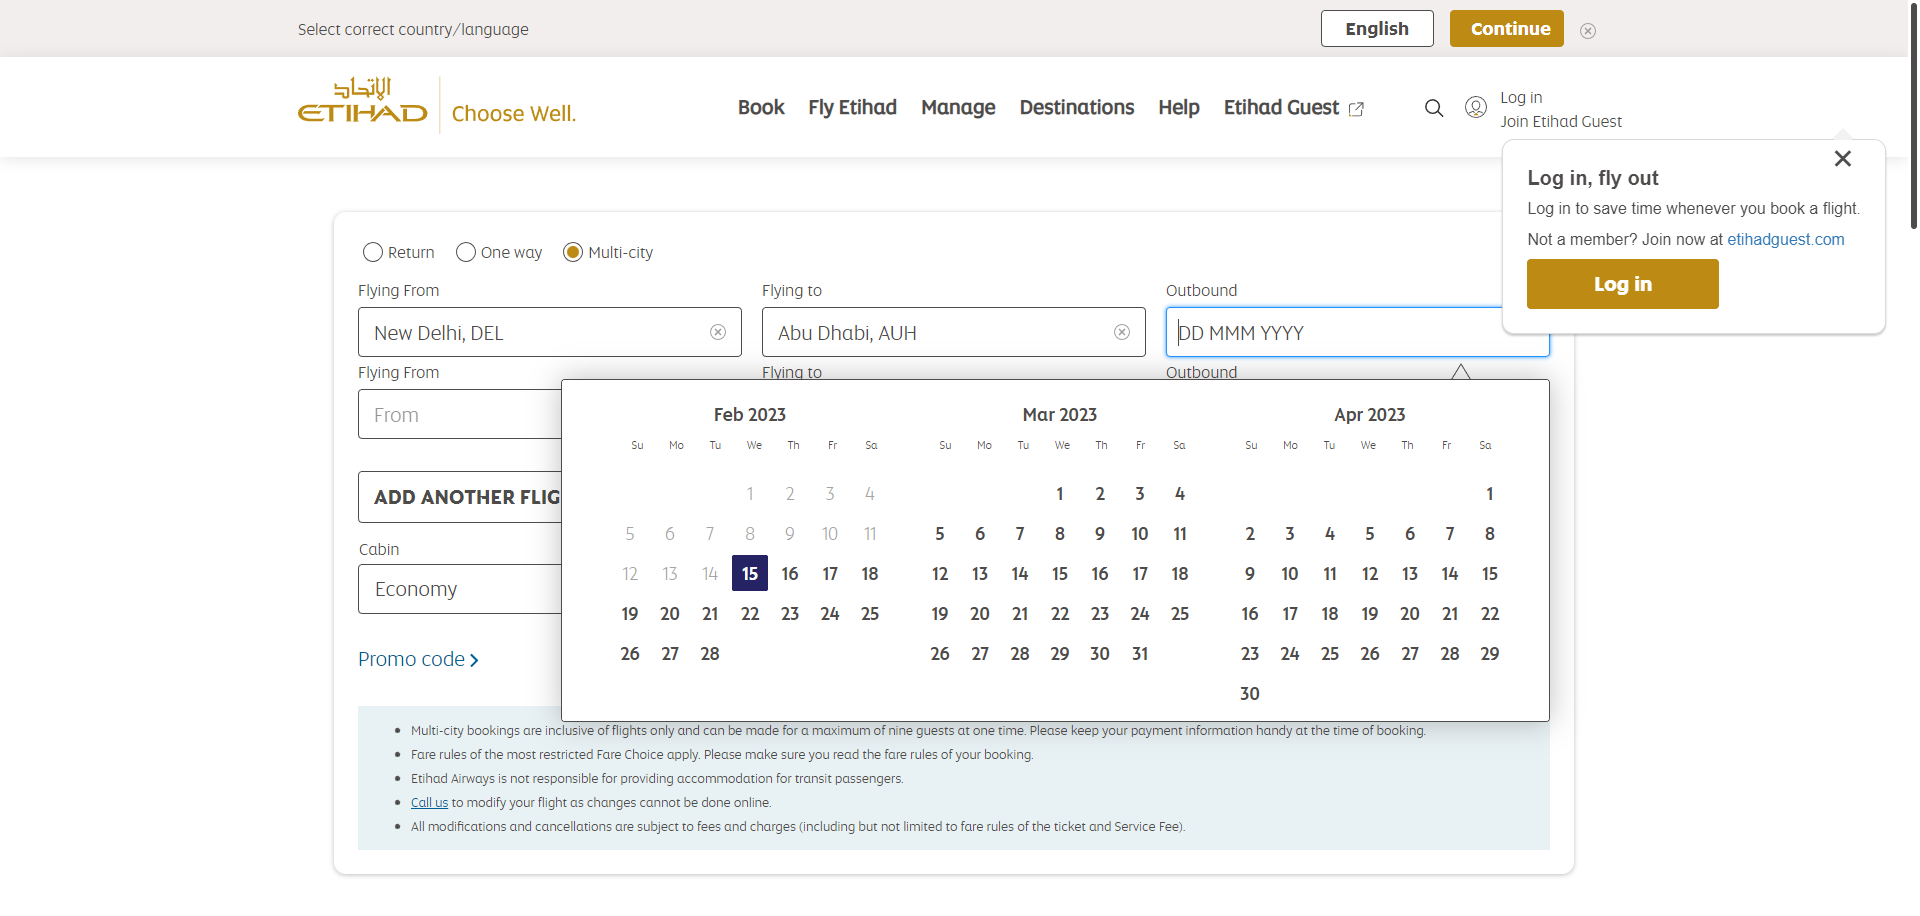 Select correct country/language
English
Continue
الإتحاد
ETIHAD
Choose Well.
Book
Fly Etihad
Manage
Destinations
Help
Etihad Guest
Log in
Join Etihad Guest
Log in, fly out
Log in to save time whenever you book a flight.
Not a member? Join now at etihadguest.com
Log in
Return
One way
Multi-city
Flying From
Flying to
Outbound
New Delhi, DEL
Abu Dhabi, AUH
DD MMM YYYY
Flying From
Flying to
Outbound
From
ADD ANOTHER FLIG
Cabin
Economy
Promo code
Feb 2023
Su Mo Tu We Th Fr Sa
1 2 3 4
5 6 7 8 9 10 11
12 13 14 15 16 17 18
19 20 21 22 23 24 25
26 27 28
Mar 2023
Su Mo Tu We Th Fr Sa
1 2 3 4
5 6 7 8 9 10 11
12 13 14 15 16 17 18
19 20 21 22 23 24 25
26 27 28 29 30 31
Apr 2023
Su Mo Tu We Th Fr Sa
1
2 3 4 5 6 7 8
9 10 11 12 13 14 15
16 17 18 19 20 21 22
23 24 25 26 27 28 29
30
Multi-city bookings are inclusive of flights only and can be made for a maximum of nine guests at one time. Please keep your payment information handy at the time of booking.
Fare rules of the most restricted Fare Choice apply. Please make sure you read the fare rules of your booking.
Etihad Airways is not responsible for providing accommodation for transit passengers.
Call us to modify your flight as changes cannot be done online.
All modifications and cancellations are subject to fees and charges (including but not limited to fare rules of the ticket and Service Fee).